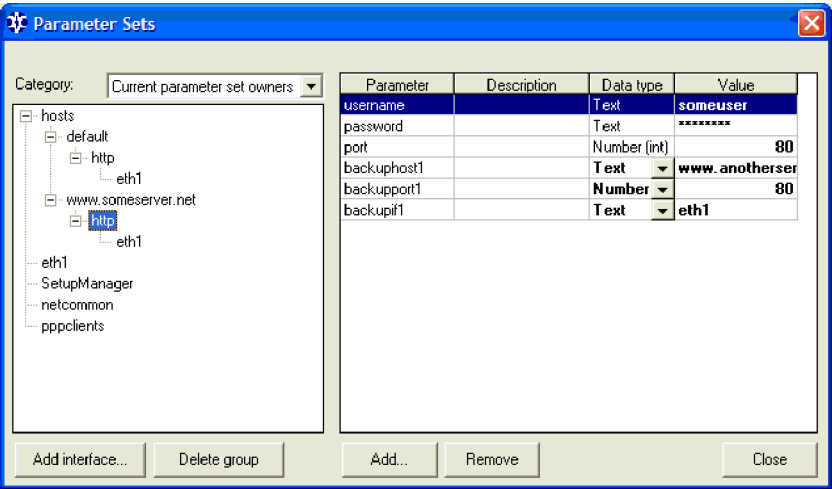 Parameter Sets
Category: Current parameter set owners
hosts
default
http
eth1
www.someserver.net
http
eth1
eth1
SetupManager
netcommon
pppclients
Parameter Description Data type Value
username Text someuser
password Text ********
port Number (int) 80
backuphost1 Text www.anotherser
backupport1 Number 80
backupif1 Text eth1
Add interface... Delete group Add... Remove Close